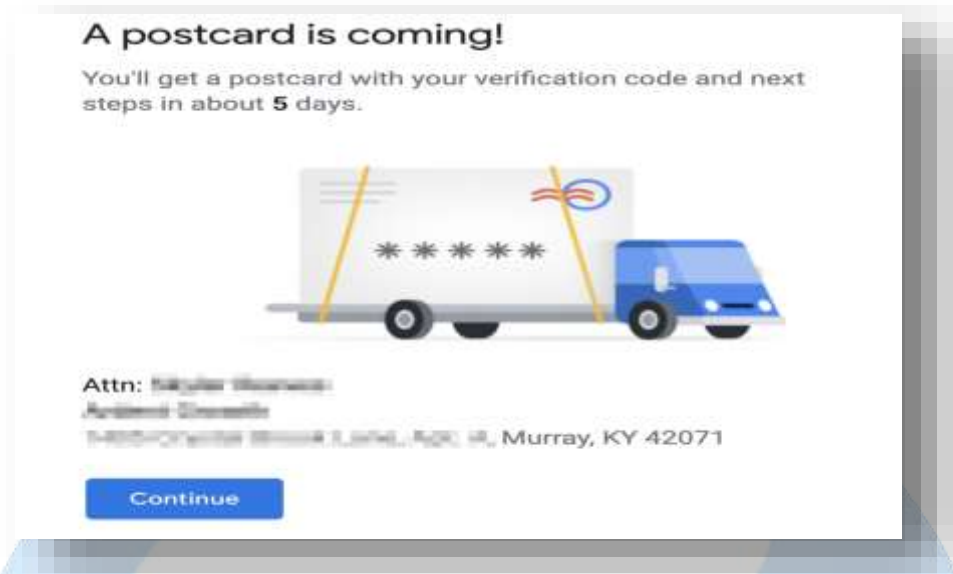 A postcard is coming!
You'll get a postcard with your verification code and next
steps in about 5 days.
*****
Attn:
Murray, KY 42071
Continue